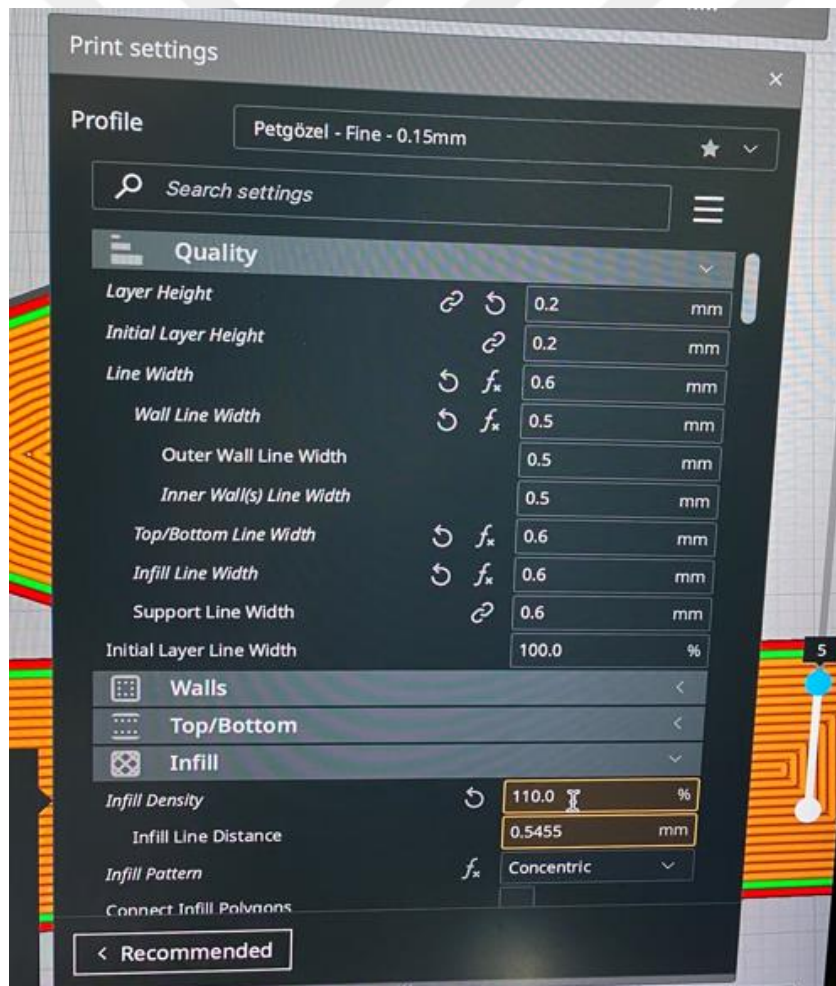 Print settings
Profile Petgözel - Fine - 0.15mm
Search settings
Quality
Layer Height 0.2 mm
Initial Layer Height 0.2 mm
Line Width 0.6 mm
Wall Line Width 0.5 mm
Outer Wall Line Width 0.5 mm
Inner Wall(s) Line Width 0.5 mm
Top/Bottom Line Width 0.6 mm
Infill Line Width 0.6 mm
Support Line Width 0.6 mm
Initial Layer Line Width 100.0 %
5
Walls
Top/Bottom
Infill
Infill Density 110.0 %
Infill Line Distance 0.5455 mm
Infill Pattern Concentric
Connect Infill Polygons
< Recommended